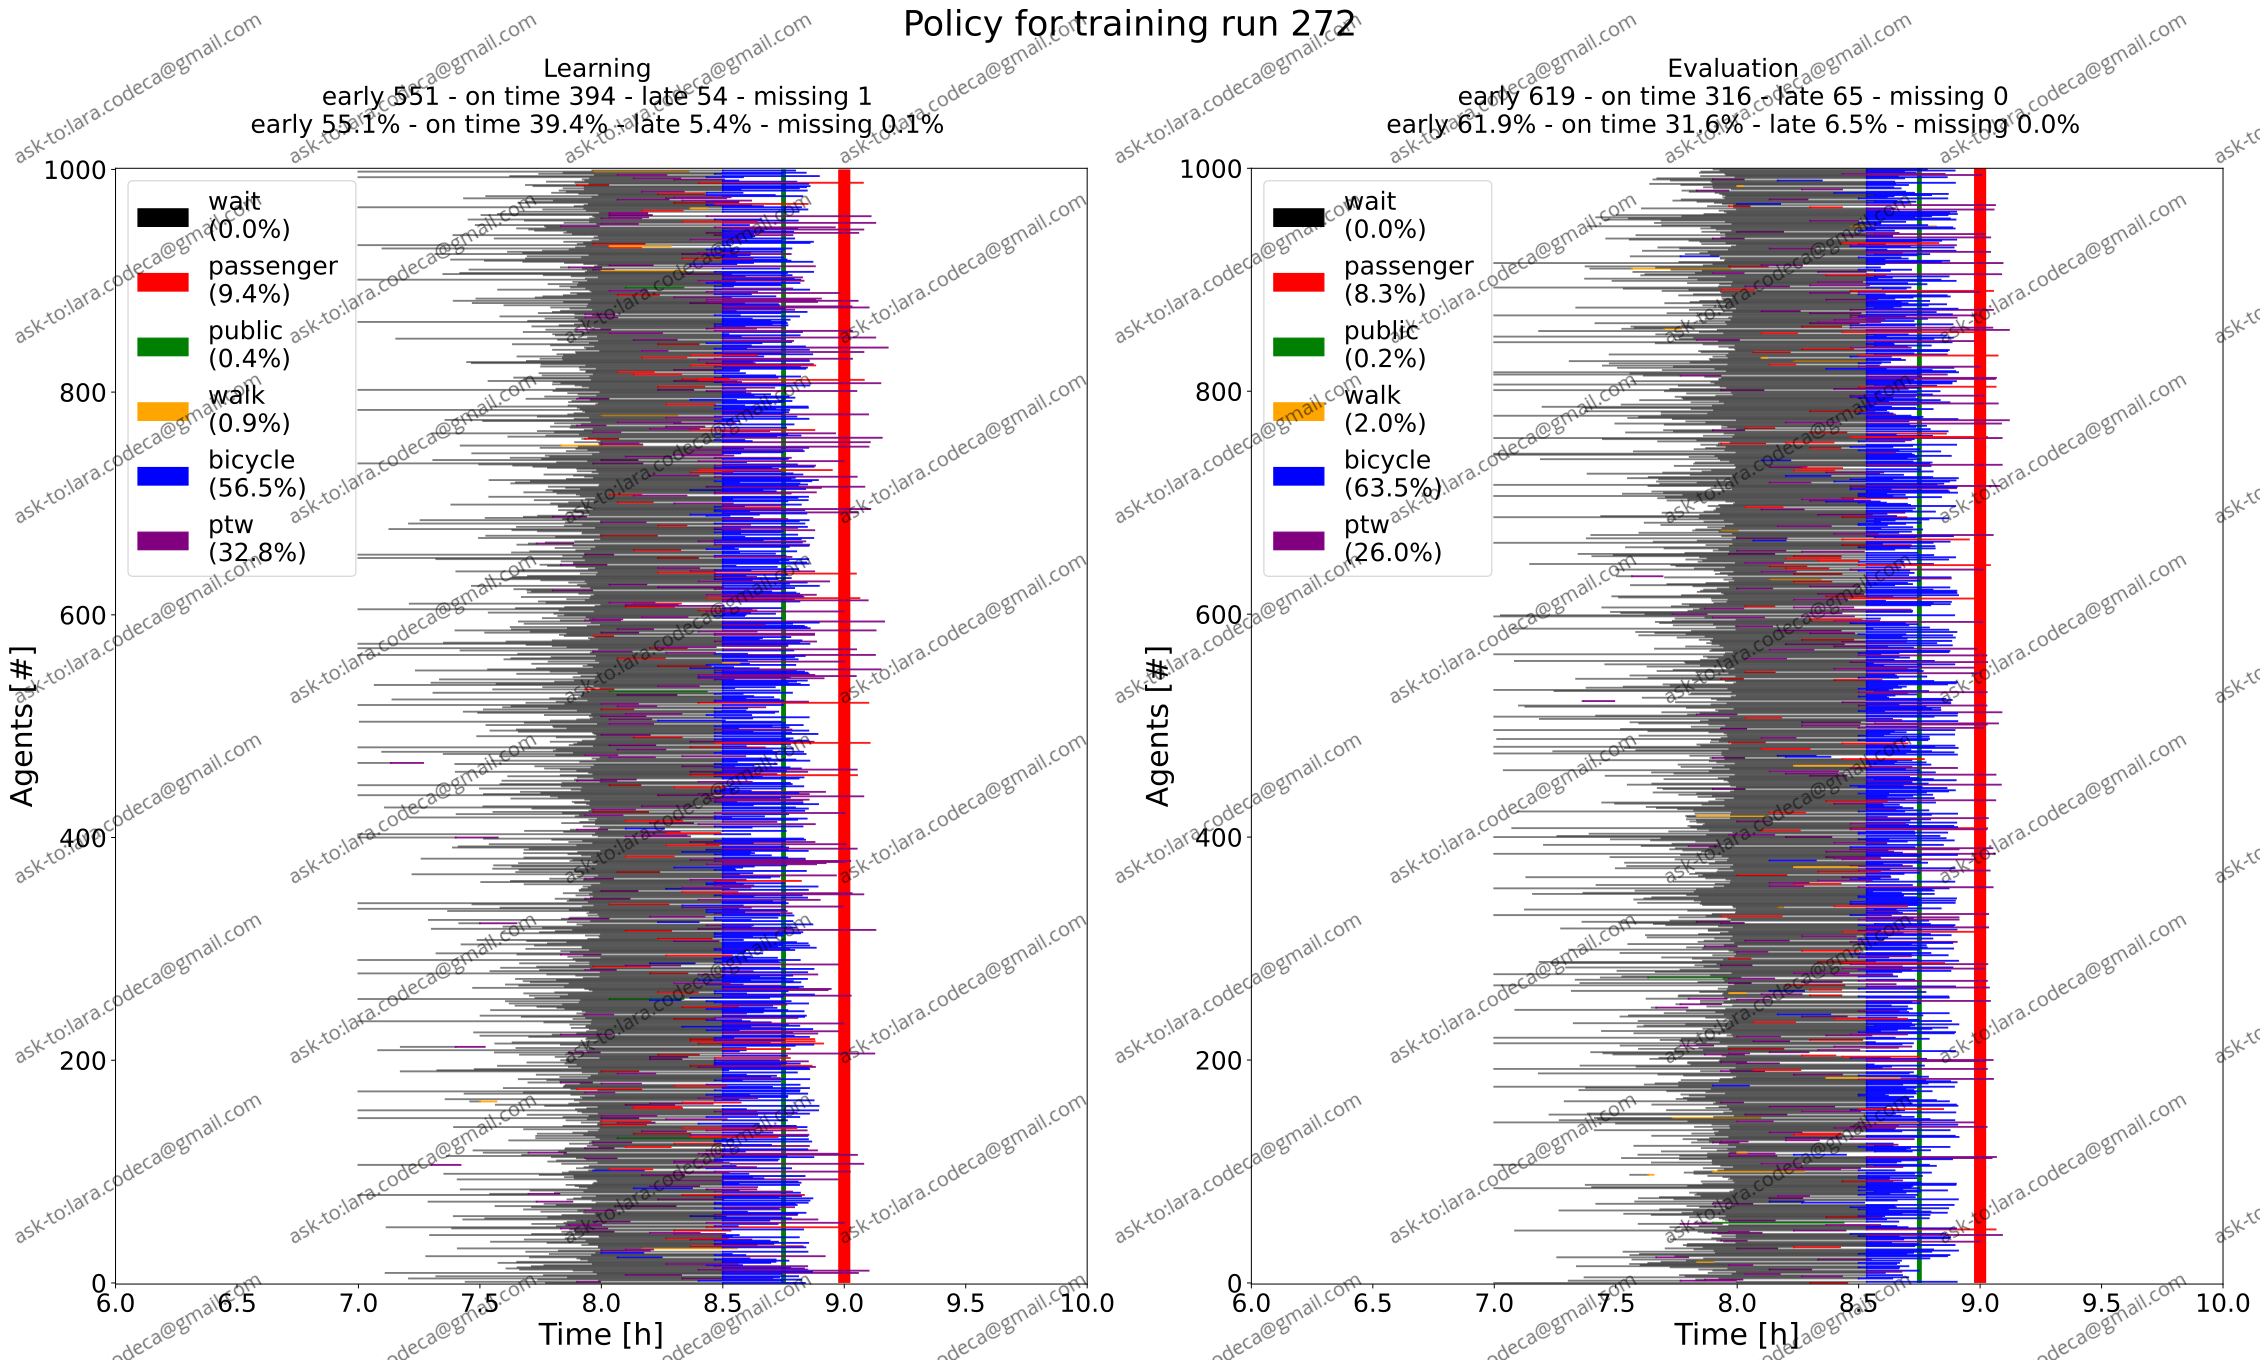 Policy for training run 272
Learning
early 551 - on time 394 - late 54 - missing 1
early 55.1% - on time 39.4% - late 5.4% - missing 0.1%
1000
800
600
400
200
0
Agents [#]
wait
(0.0%)
passenger
(9.4%)
public
(0.4%)
walk
(0.9%)
bicycle
(56.5%)
ptw
(32.8%)
6.0 6.5 7.0 7.5 8.0 8.5 9.0 9.5 10.0
Time [h]
Evaluation
early 619 - on time 316 - late 65 - missing 0
early 61.9% - on time 31.6% - late 6.5% - missing 0.0%
1000
800
600
400
200
0
Agents [#]
wait
(0.0%)
passenger
(8.3%)
public
(0.2%)
walk
(2.0%)
bicycle
(63.5%)
ptw
(26.0%)
6.0 6.5 7.0 7.5 8.0 8.5 9.0 9.5 10.0
Time [h]
ask-to:lara.codeca@gmail.com